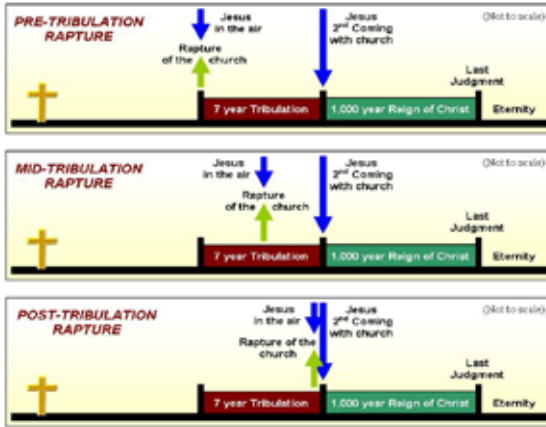 PRE-TRIBULATION
RAPTURE
Jesus
in the air
Rapture
of the church
Jesus
2nd Coming
with church
(Not to scale)
Last
Judgment
7 year Tribulation
1,000 year Reign of Christ
Eternity
MID-TRIBULATION
RAPTURE
Jesus
in the air
Rapture
of the church
Jesus
2nd Coming
with church
(Not to scale)
Last
Judgment
7 year Tribulation
1,000 year Reign of Christ
Eternity
POST-TRIBULATION
RAPTURE
Jesus
in the air
Rapture of the
church
Jesus
2nd Coming
with church
(Not to scale)
Last
Judgment
7 year Tribulation
1,000 year Reign of Christ
Eternity